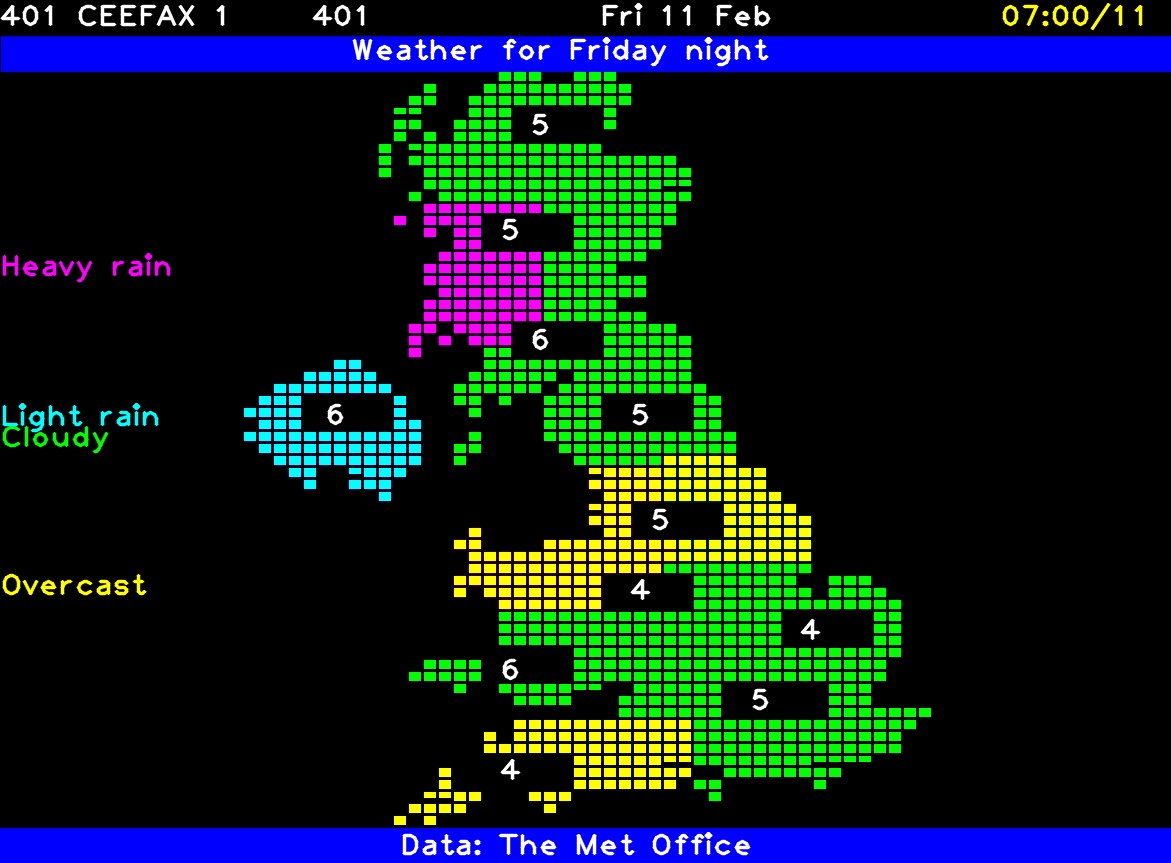 401 CEEFAX 1 401 Fri 11 Feb 07:00/11
Weather for Friday night
5
5
Heavy rain
6
Light rain 6 5
Cloudy
5
Overcast 4
4
6
5
4
Data: The Met Office